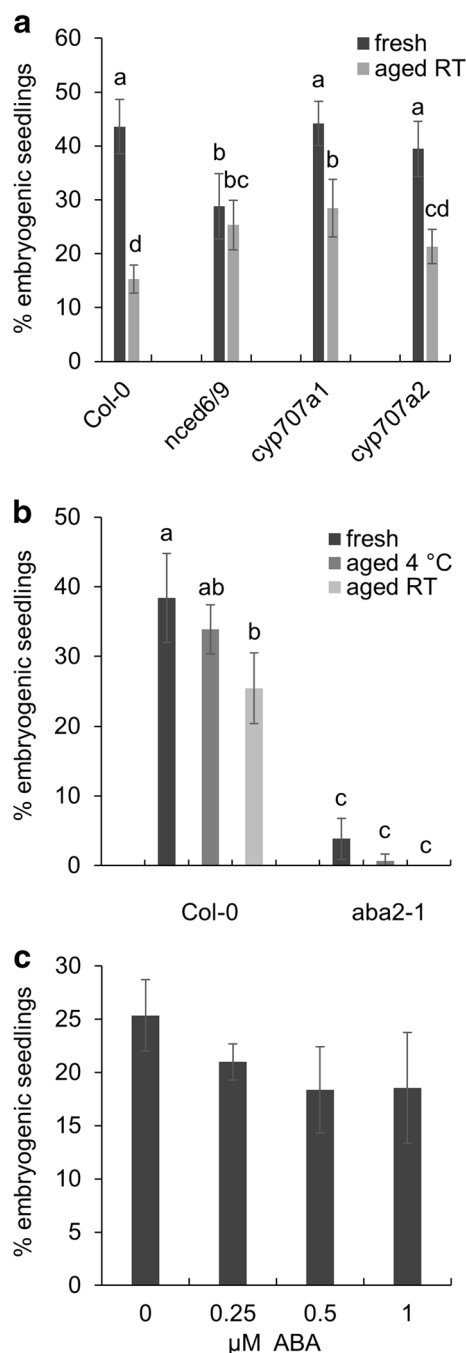 a
60
50
40
30
20
10
0
% embryogenic seedlings
fresh
aged RT
a
d
b
bc
a
b
a
cd
Col-0
nced6/9
cyp707a1
cyp707a2
b
50
40
30
20
10
0
% embryogenic seedlings
fresh
aged 4 °C
aged RT
a
ab
b
c
c
c
Col-0
aba2-1
c
30
25
20
15
10
5
0
% embryogenic seedlings
0
0.25
0.5
1
µM ABA